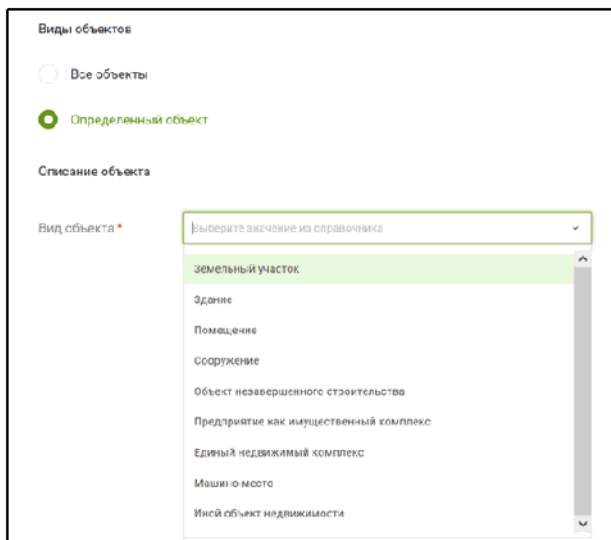 Виды объектов
Все объекты
Определенный объект
Списание объекта
Вид объекта *
Выберите значение из справочника
Земельный участок
Здание
Помещение
Сооружение
Объект незавершенного строительства
Предприятие как имущественный комплекс
Единый недвижимый комплекс
Машино-место
Иной объект недвижимости